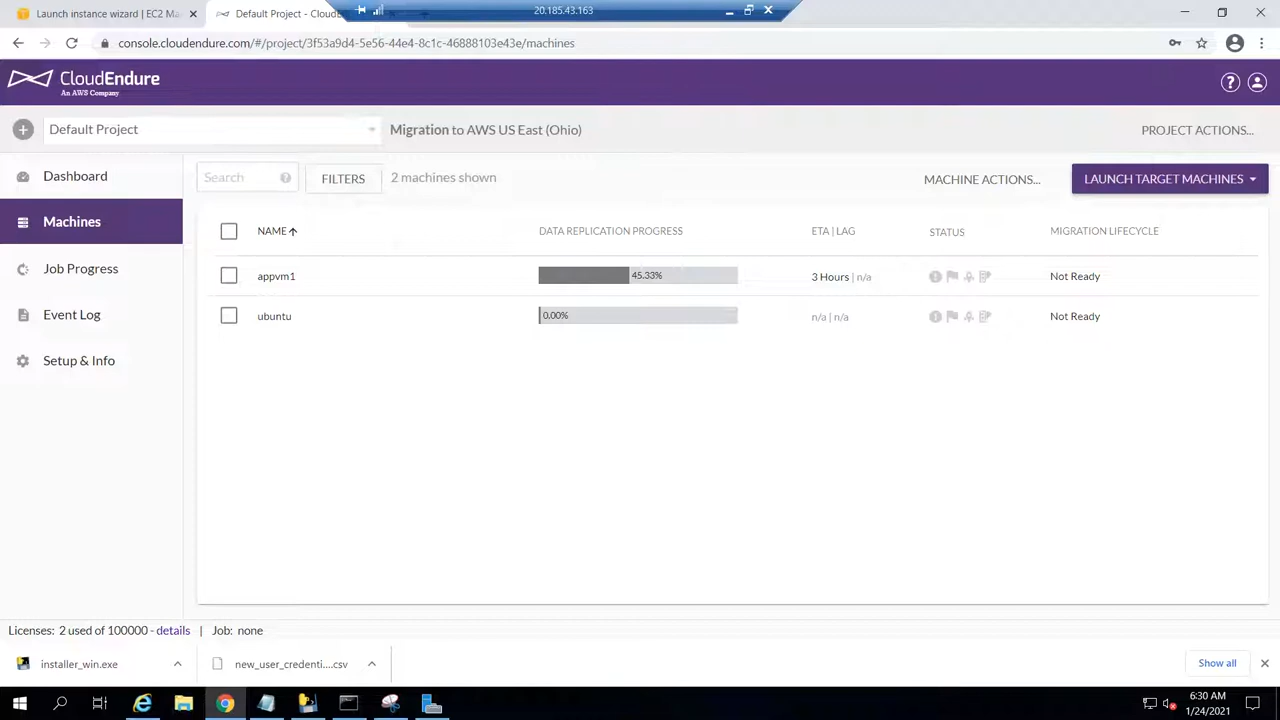 Launch instance wizard | EC2 Ma
Default Project - CloudE
20.185.43.163
console.cloudendure.com/#/project/3f53a9d4-5e56-44e4-8c1c-46888103e43e/machines
CloudEndure
An AWS Company
Default Project
Migration to AWS US East (Ohio)
PROJECT ACTIONS...
Dashboard
Machines
Job Progress
Event Log
Setup & Info
Search
FILTERS
2 machines shown
MACHINE ACTIONS...
LAUNCH TARGET MACHINES
NAME DATA REPLICATION PROGRESS ETA | LAG STATUS MIGRATION LIFECYCLE
appvm1 45.33% 3 Hours | n/a Not Ready
ubuntu 0.00% n/a | n/a Not Ready
Licenses: 2 used of 100000 - details | Job: none
installer_win.exe
new_user_credenti....csv
Show all
6:30 AM
1/24/2021